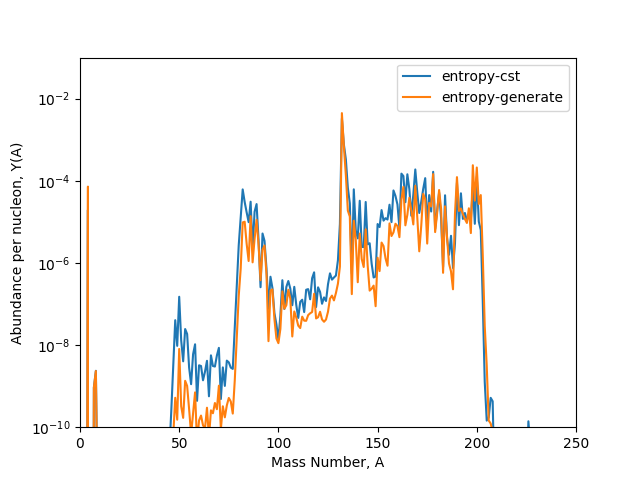 entropy-cst
entropy-generate
Abundance per nucleon, Y(A)
10⁻²
10⁻⁴
10⁻⁶
10⁻⁸
10⁻¹⁰
0 50 100 150 200 250
Mass Number, A